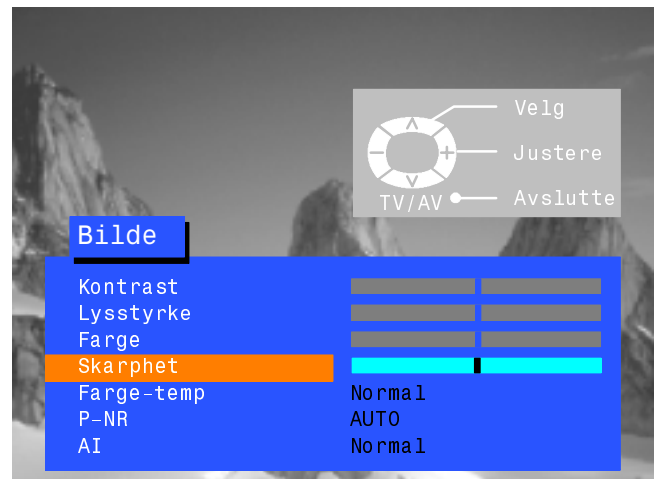 Velg
Justere
TV/AV Avslutte
Bilde
Kontrast
Lysstyrke
Farge
Skarphet
Farge-temp Normal
P-NR AUTO
AI Normal